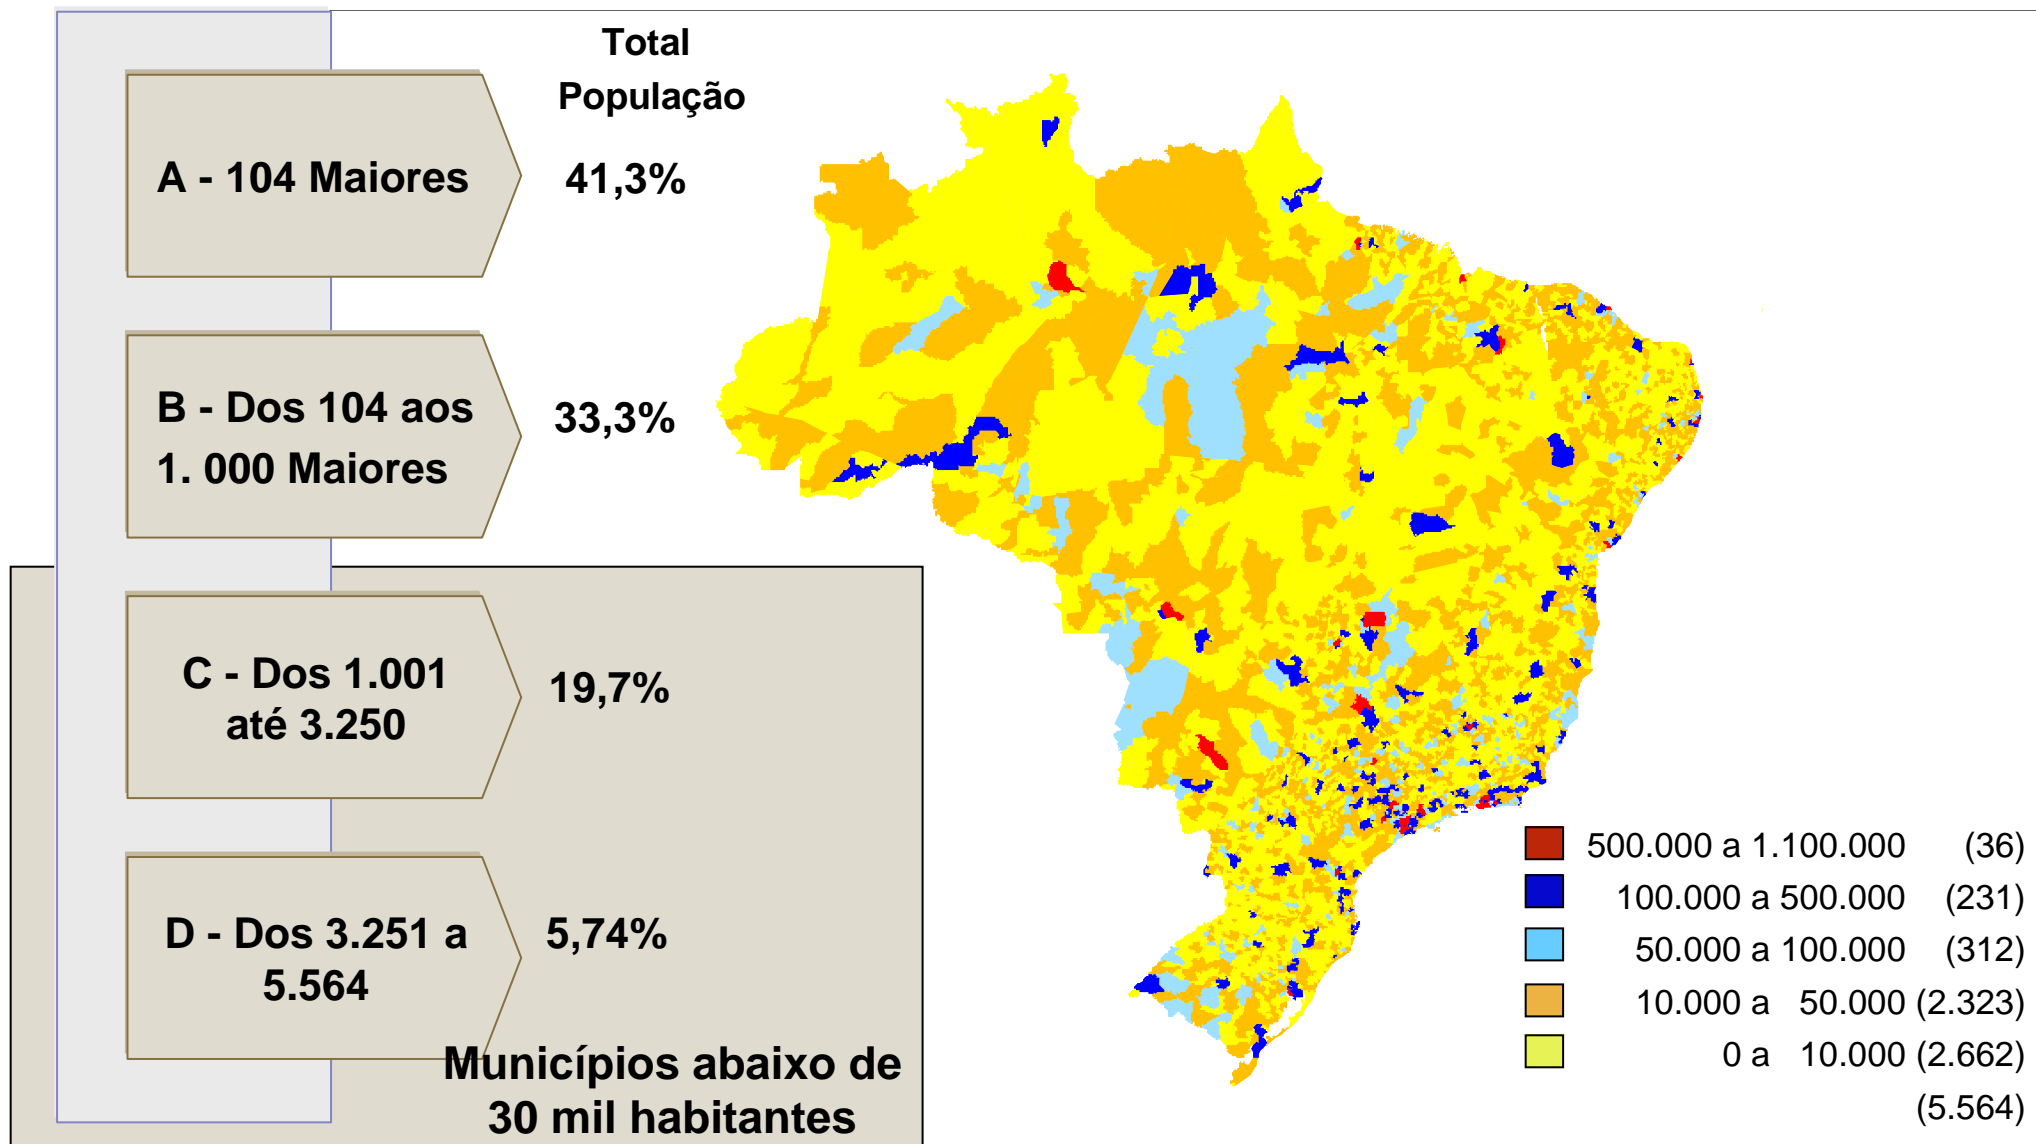 Total
População
A - 104 Maiores
41,3%
B - Dos 104 aos
1. 000 Maiores
33,3%
C - Dos 1.001
até 3.250
19,7%
D - Dos 3.251 a
5.564
5,74%
Municípios abaixo de
30 mil habitantes
500.000 a 1.100.000 (36)
100.000 a 500.000 (231)
50.000 a 100.000 (312)
10.000 a 50.000 (2.323)
0 a 10.000 (2.662)
(5.564)